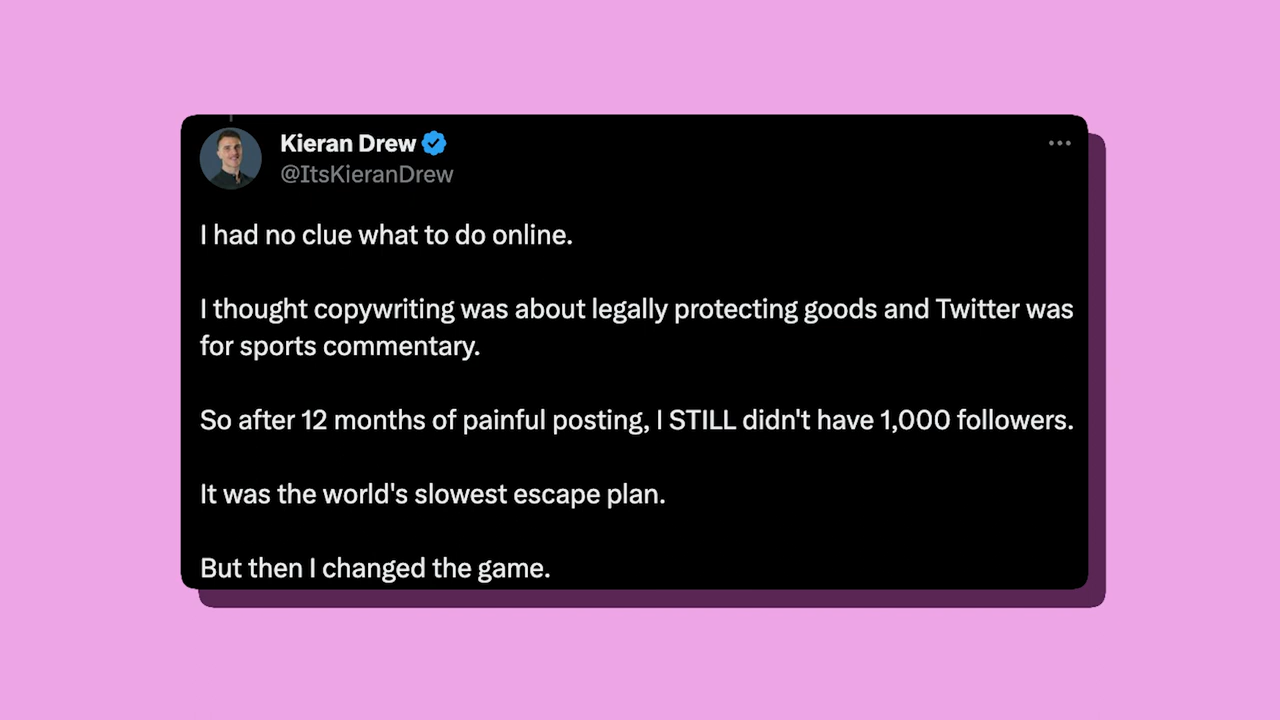 Kieran Drew
@ItsKieranDrew
I had no clue what to do online.
I thought copywriting was about legally protecting goods and Twitter was
for sports commentary.
So after 12 months of painful posting, I STILL didn't have 1,000 followers.
It was the world's slowest escape plan.
But then I changed the game.